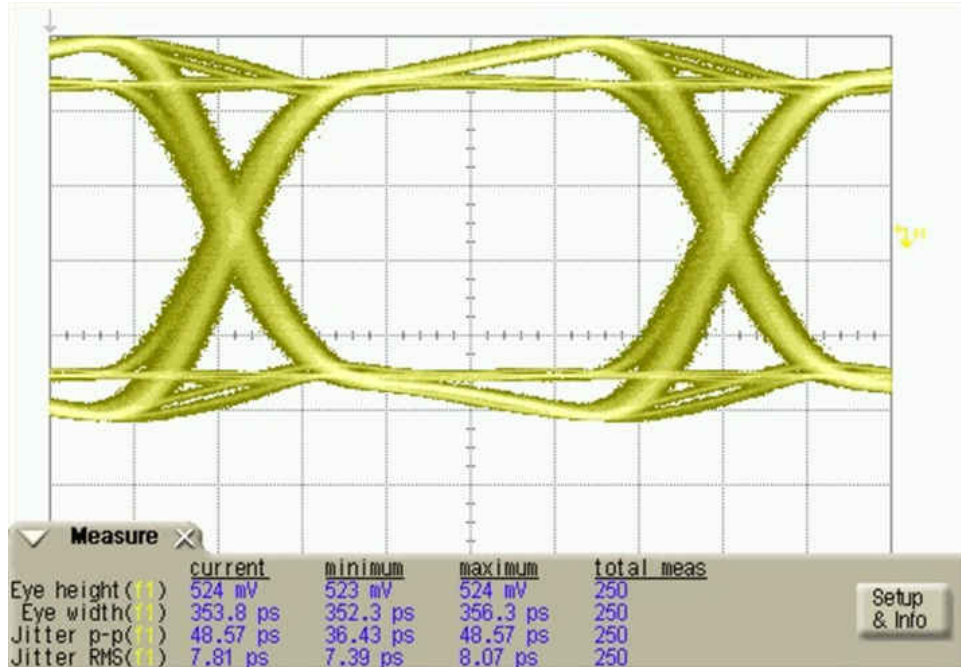 Measure
current minimum maximum total meas
Eye height(f1) 524 mV 523 mV 524 mV 250
Eye width(f1) 353.8 ps 352.3 ps 356.3 ps 250
Jitter p-p(f1) 48.57 ps 36.43 ps 48.57 ps 250
Jitter RMS(f1) 7.81 ps 7.39 ps 8.07 ps 250
Setup
& Info